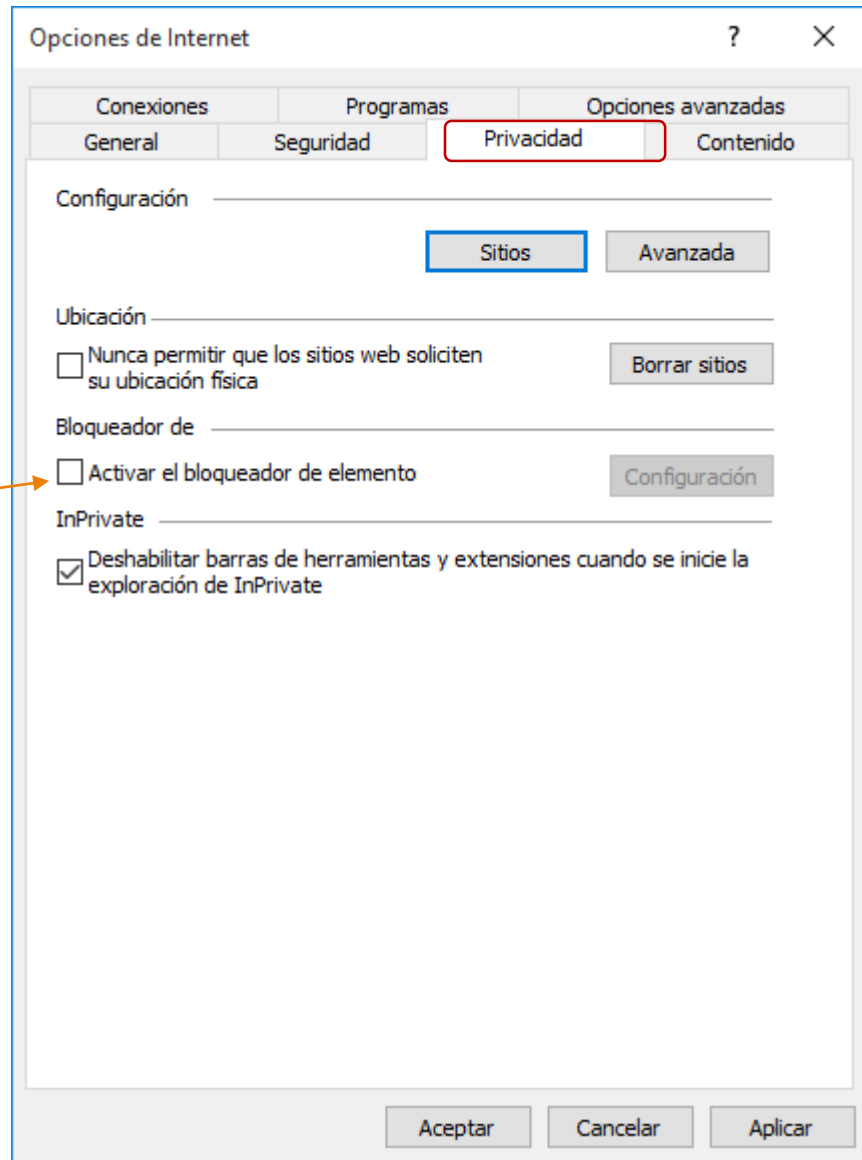 Opciones de Internet ?
Conexiones Programas Opciones avanzadas
General Seguridad Privacidad Contenido
Configuración
Sitios Avanzada
Ubicación
Nunca permitir que los sitios web soliciten
su ubicación física
Borrar sitios
Bloqueador de
Activar el bloqueador de elemento Configuración
InPrivate
Deshabilitar barras de herramientas y extensiones cuando se inicie la
exploración de InPrivate
Aceptar Cancelar Aplicar